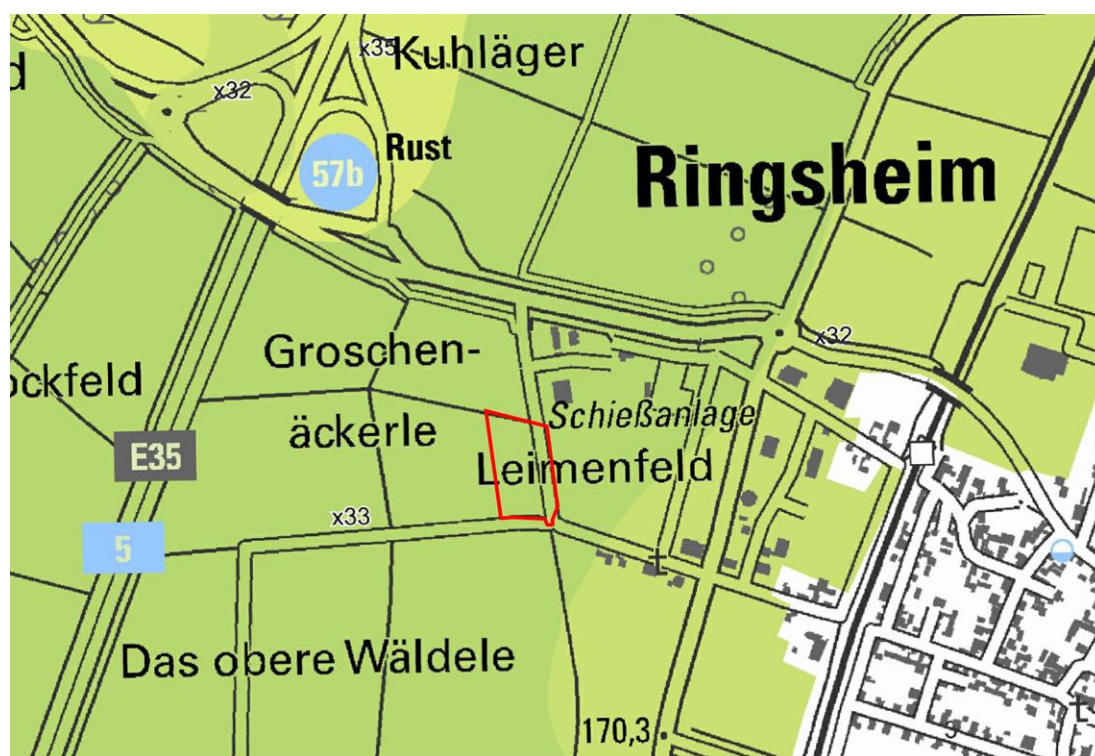 x35
Kuhläger
d
x32
Rust
57b
Ringsheim
x32
Groschen-
ockfeld
äckerle
Schießanlage
E35
Leimenfeld
x33
5
Das obere Wäldele
170,3